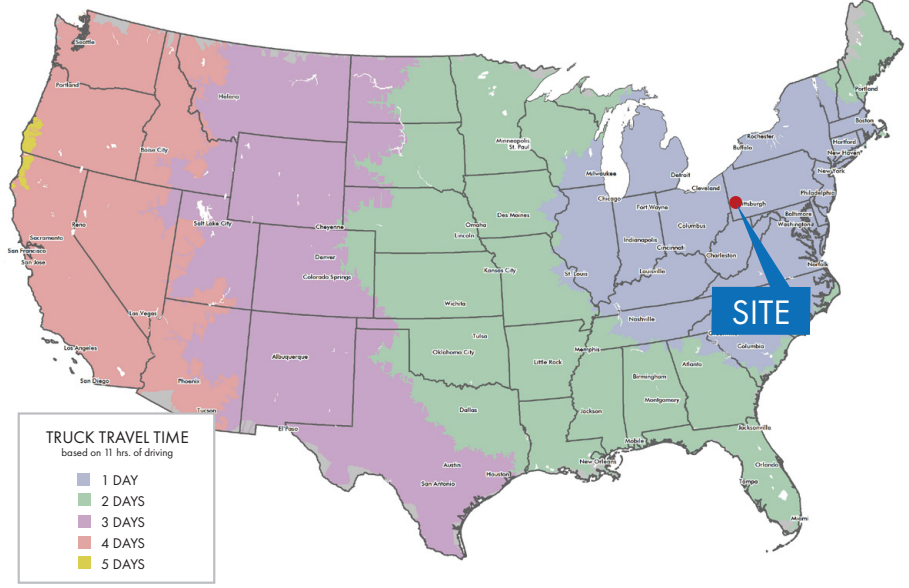 Seattle
Portland
Helena
Boise City
Minneapolis
St. Paul
Milwaukee
Detroit
Rochester
Buffalo
Portland
Boston
Hartford
New Haven
New York
Cleveland
Philadelphia
Chicago
Fort Wayne
ttsburgh
Baltimore
Washington
Reno
Salt Lake City
Cheyenne
Des Moines
Omaha
Lincoln
Columbus
Indianapolis
Cincinnati
Charleston
Norfolk
Sacramento
San Francisco
San Jose
Denver
Colorado Springs
Kansas City
St. Louis
Louisville
SITE
Las Vegas
Wichita
Nashville
Los Angeles
San Diego
Albuquerque
Tulsa
Oklahoma City
Memphis
Little Rock
Columbia
Atlanta
Birmingham
Phoenix
Tucson
Dallas
Jackson
Montgomery
El Paso
Mobile
Jacksonville
Austin
San Antonio
Houston
New Orleans
Orlando
Tampa
Miami
TRUCK TRAVEL TIME
based on 11 hrs. of driving
1 DAY
2 DAYS
3 DAYS
4 DAYS
5 DAYS